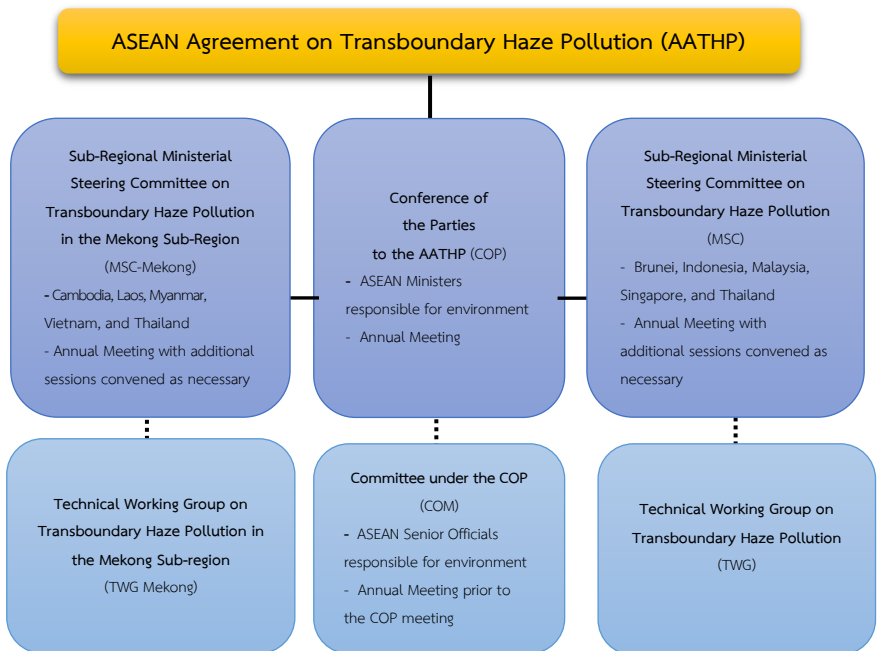 ASEAN Agreement on Transboundary Haze Pollution (AATHP)
Sub-Regional Ministerial
Steering Committee on
Transboundary Haze Pollution
in the Mekong Sub-Region
(MSC-Mekong)
- Cambodia, Laos, Myanmar,
Vietnam, and Thailand
- Annual Meeting with additional
sessions convened as necessary
Conference of
the Parties
to the AATHP (COP)
- ASEAN Ministers
responsible for environment
- Annual Meeting
Sub-Regional Ministerial
Steering Committee on
Transboundary Haze Pollution
(MSC)
- Brunei, Indonesia, Malaysia,
Singapore, and Thailand
- Annual Meeting with
additional sessions convened as
necessary
Technical Working Group on
Transboundary Haze Pollution in
the Mekong Sub-region
(TWG Mekong)
Committee under the COP
(COM)
- ASEAN Senior Officials
responsible for environment
- Annual Meeting prior to
the COP meeting
Technical Working Group on
Transboundary Haze Pollution
(TWG)